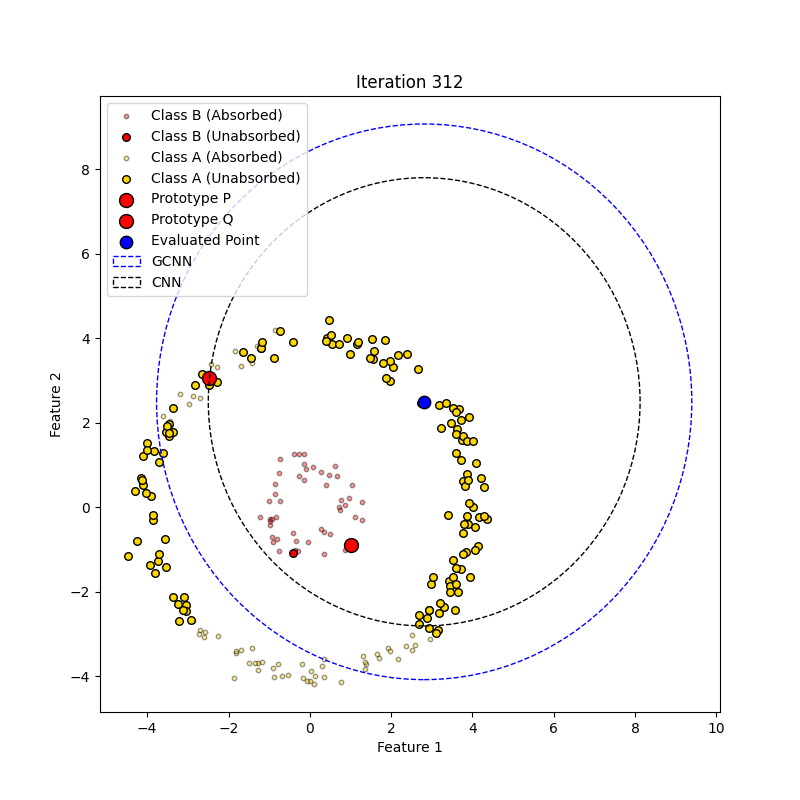 Iteration 312
Class B (Absorbed)
Class B (Unabsorbed)
Class A (Absorbed)
Class A (Unabsorbed)
Prototype P
Prototype Q
Evaluated Point
GCNN
CNN
8
6
4
2
0
−2
−4
Feature 2
−4 −2 0 2 4 6 8 10
Feature 1